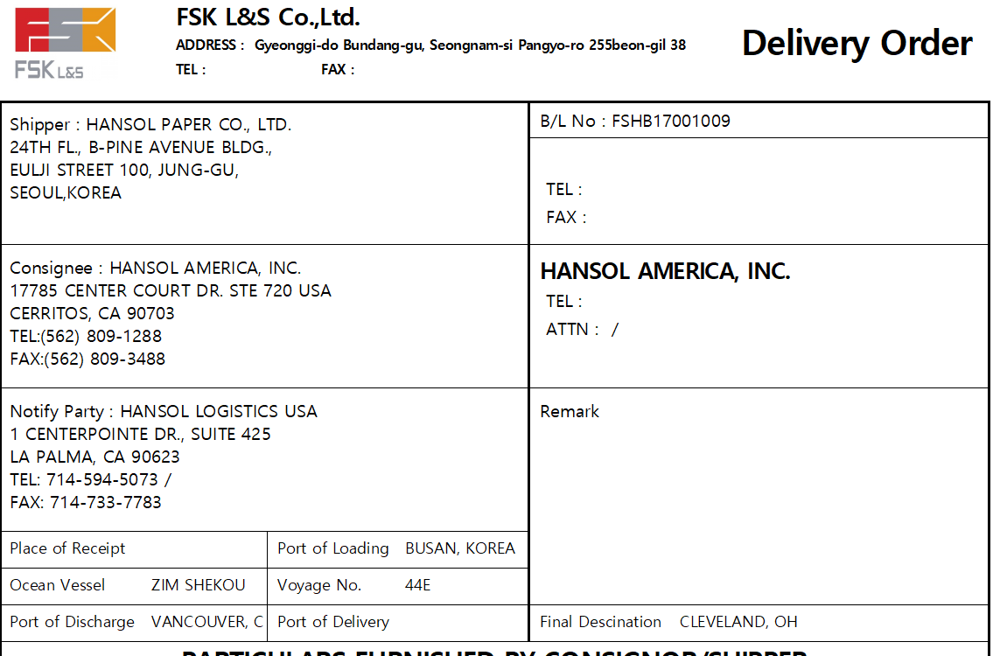 FSK L&S
FSK L&S Co.,Ltd.
ADDRESS : Gyeonggi-do Bundang-gu, Seongnam-si Pangyo-ro 255beon-gil 38
TEL : FAX :
Delivery Order
Shipper : HANSOL PAPER CO., LTD.
24TH FL., B-PINE AVENUE BLDG.,
EULJI STREET 100, JUNG-GU,
SEOUL,KOREA
B/L No : FSHB17001009
TEL :
FAX :
Consignee : HANSOL AMERICA, INC.
17785 CENTER COURT DR. STE 720 USA
CERRITOS, CA 90703
TEL:(562) 809-1288
FAX:(562) 809-3488
HANSOL AMERICA, INC.
TEL :
ATTN : /
Notify Party : HANSOL LOGISTICS USA
1 CENTERPOINTE DR., SUITE 425
LA PALMA, CA 90623
TEL: 714-594-5073 /
FAX: 714-733-7783
Remark
Place of Receipt
Port of Loading BUSAN, KOREA
Ocean Vessel ZIM SHEKOU
Voyage No. 44E
Port of Discharge VANCOUVER, C
Port of Delivery
Final Descination CLEVELAND, OH
PARTICULARS FURNISHED BY CONSIGNOR/SHIPPER